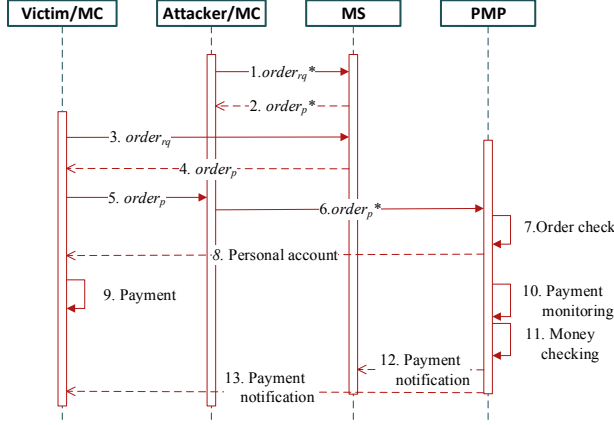 Victim/MC
Attacker/MC
MS
PMP
1.order_rq*
2. order_p*
3. order_rq
4. order_p
5. order_p
6.order_p*
7.Order check
8. Personal account
9. Payment
10. Payment
monitoring
11. Money
checking
12. Payment
notification
13. Payment
notification